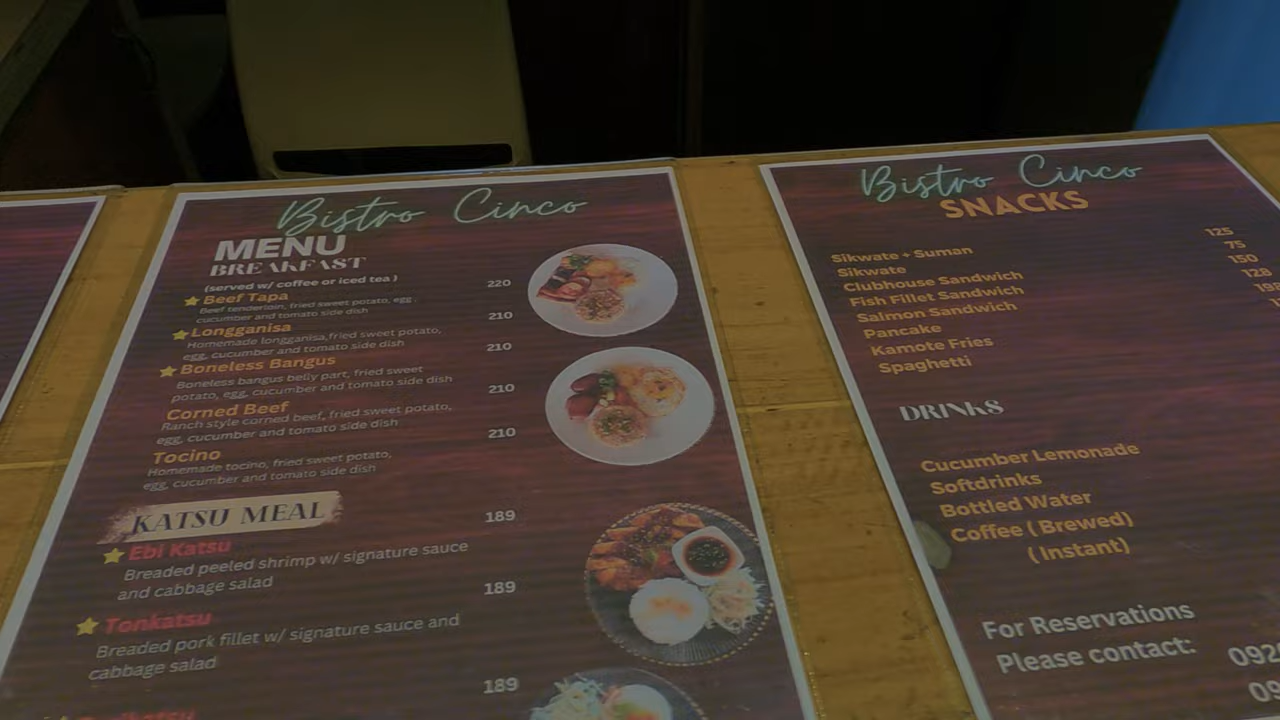 Bistro Cinco
MENU
BREAKFAST
(served w/ coffee or iced tea )
Beef Tapa 220
Beef tenderloin, fried sweet potato, egg,
cucumber and tomato side dish
Longganisa 210
Homemade longganisa,fried sweet potato,
egg, cucumber and tomato side dish
Boneless Bangus 210
Boneless bangus belly part, fried sweet
potato, egg, cucumber and tomato side dish
Corned Beef 210
Ranch style corned beef, fried sweet potato,
egg, cucumber and tomato side dish
Tocino 210
Homemade tocino, fried sweet potato,
egg, cucumber and tomato side dish
KATSU MEAL
Ebi Katsu 189
Breaded peeled shrimp w/ signature sauce
and cabbage salad
Tonkatsu 189
Breaded pork fillet w/ signature sauce and
cabbage salad
189
Bistro Cinco
SNACKS
Sikwate + Suman 125
Sikwate 75
Clubhouse Sandwich 150
Fish Fillet Sandwich 128
Salmon Sandwich
Pancake
Kamote Fries
Spaghetti
DRINKS
Cucumber Lemonade
Softdrinks
Bottled Water
Coffee ( Brewed)
( Instant)
For Reservations
Please contact:
092
09